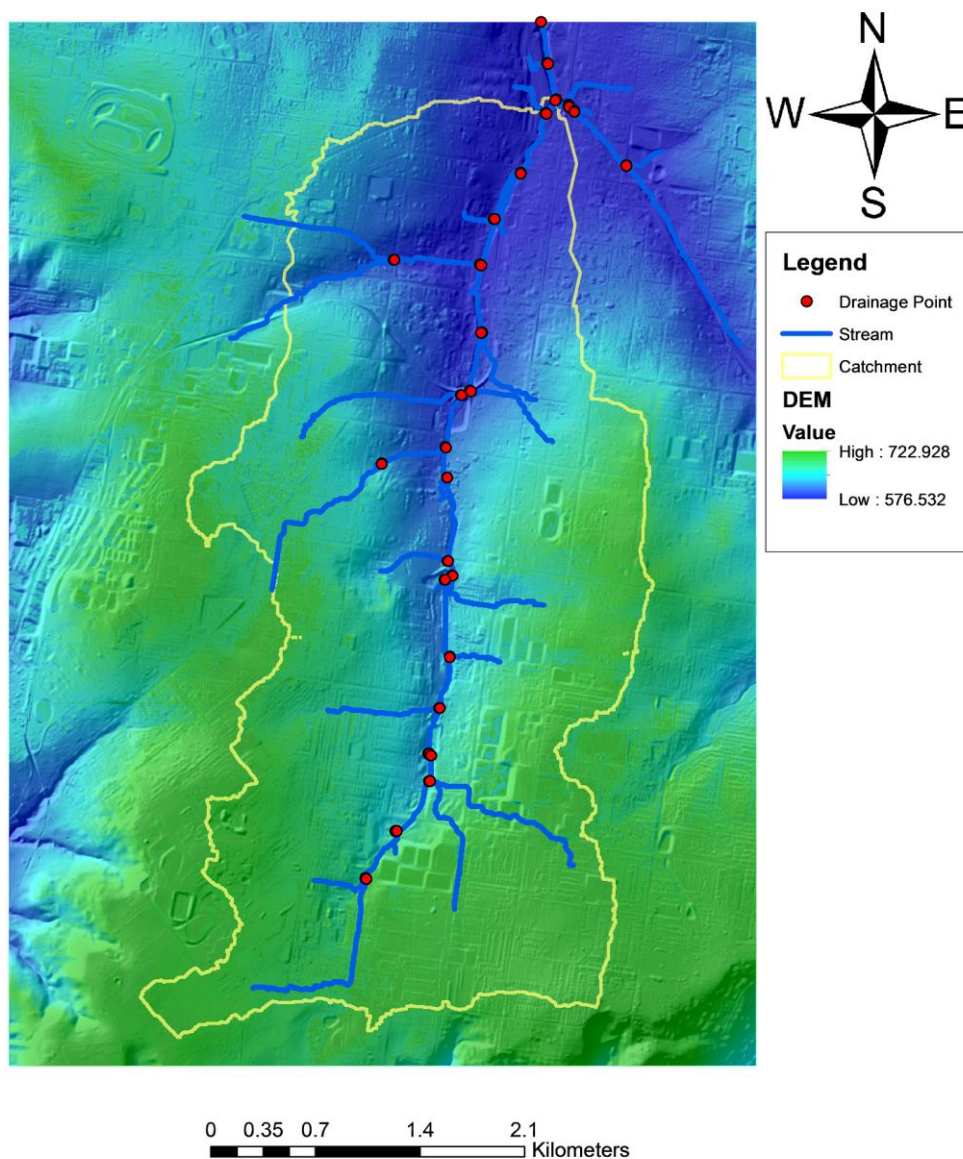 N
W E
S
Legend
Drainage Point
Stream
Catchment
DEM
Value
High : 722.928
Low : 576.532
0 0.35 0.7 1.4 2.1
Kilometers